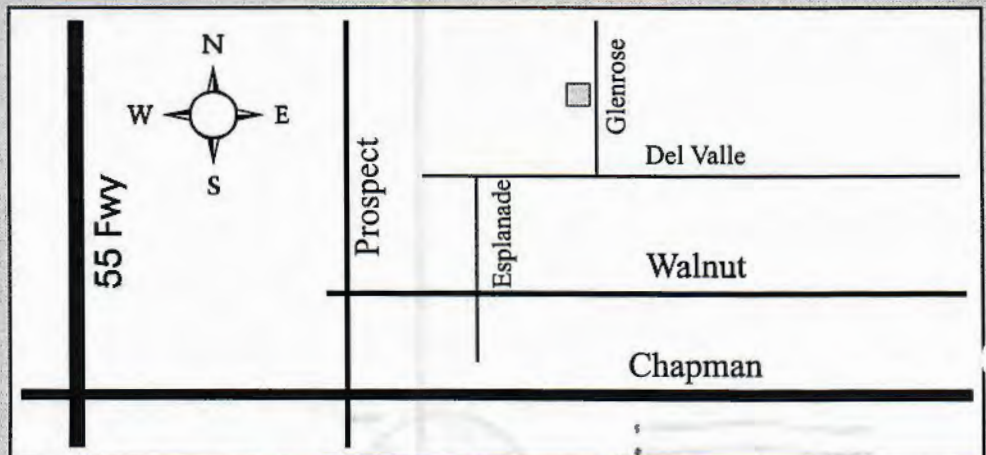 N
W
E
S
55 Fwy
Prospect
Glenrose
Del Valle
Esplanade
Walnut
Chapman